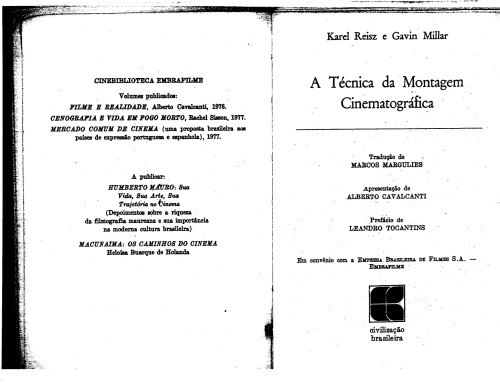 CINEBIBLIOTECA EMBRAFILME
Volumes publicados:
FILME E REALIDADE, Alberto Cavalcanti, 1976.
CENOGRAFIA E VIDA EM FOGO MORTO, Rachel Sisson, 1977.
MERCADO COMUM DE CINEMA (uma proposta brasileira aos
países de expressão portuguesa e espanhola), 1977.
A publicar:
HUMBERTO MAURO: Sua
Vida, Sua Arte, Sua
Trajetória no Cinema
(Depoimentos sobre a riqueza
da filmografia maureana e sua importância
na moderna cultura brasileira)
MACUNAÍMA: OS CAMINHOS DO CINEMA
Heloísa Buarque de Holanda
Karel Reisz e Gavin Millar
A Técnica da Montagem
Cinematográfica
Tradução de
MARCOS MARGULIES
Apresentação de
ALBERTO CAVALCANTI
Prefácio de
LEANDRO TOCANTINS
Em convênio com a EMPRESA BRASILEIRA DE FILMES S.A. —
EMBRAFILME
civilização
brasileira